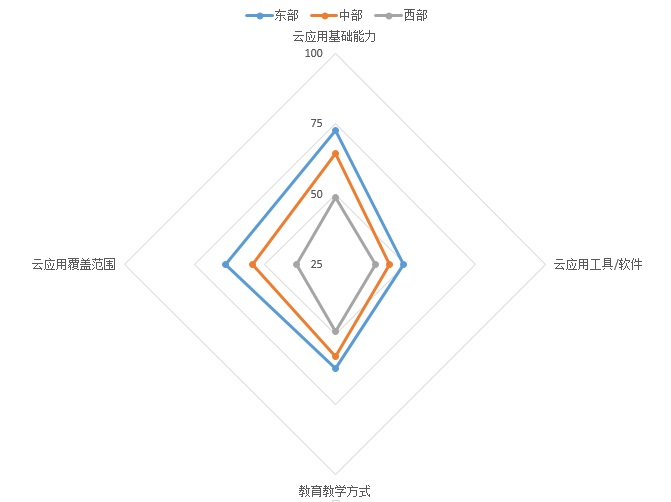 东部 中部 西部
云应用基础能力
100
75
50
云应用覆盖范围 25 云应用工具/软件
教育教学方式